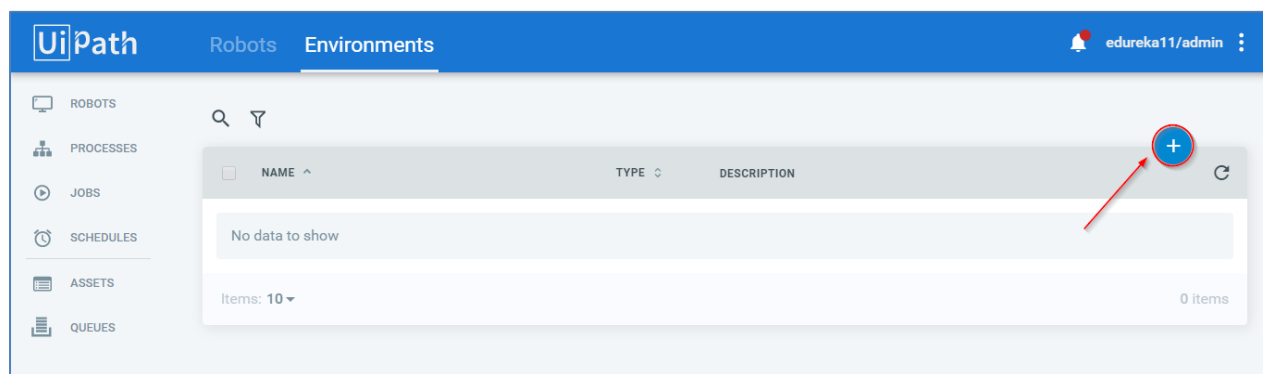 UiPath Robots Environments edureka11/admin
ROBOTS
PROCESSES
JOBS
SCHEDULES
ASSETS
QUEUES
NAME TYPE DESCRIPTION
No data to show
Items: 10 0 items